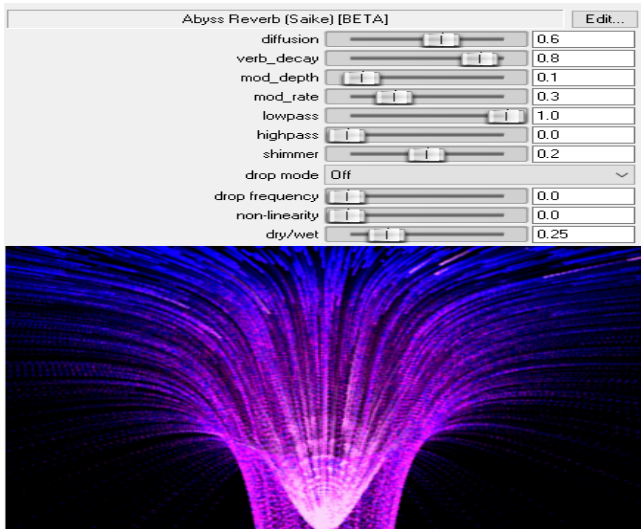 Abyss Reverb (Saike) [BETA] Edit...
diffusion 0.6
verb_decay 0.8
mod_depth 0.1
mod_rate 0.3
lowpass 1.0
highpass 0.0
shimmer 0.2
drop mode Off
drop frequency 0.0
non-linearity 0.0
dry/wet 0.25